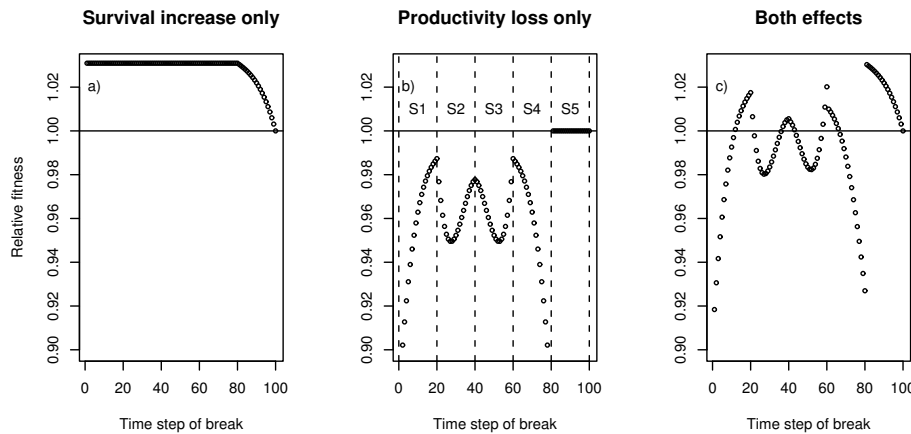 Survival increase only
Productivity loss only
Both effects
Relative fitness
0.90 0.92 0.94 0.96 0.98 1.00 1.02
a)
0 20 40 60 80 100
Time step of break
0.90 0.92 0.94 0.96 0.98 1.00 1.02
b)
S1 S2 S3 S4 S5
0 20 40 60 80 100
Time step of break
0.90 0.92 0.94 0.96 0.98 1.00 1.02
c)
0 20 40 60 80 100
Time step of break